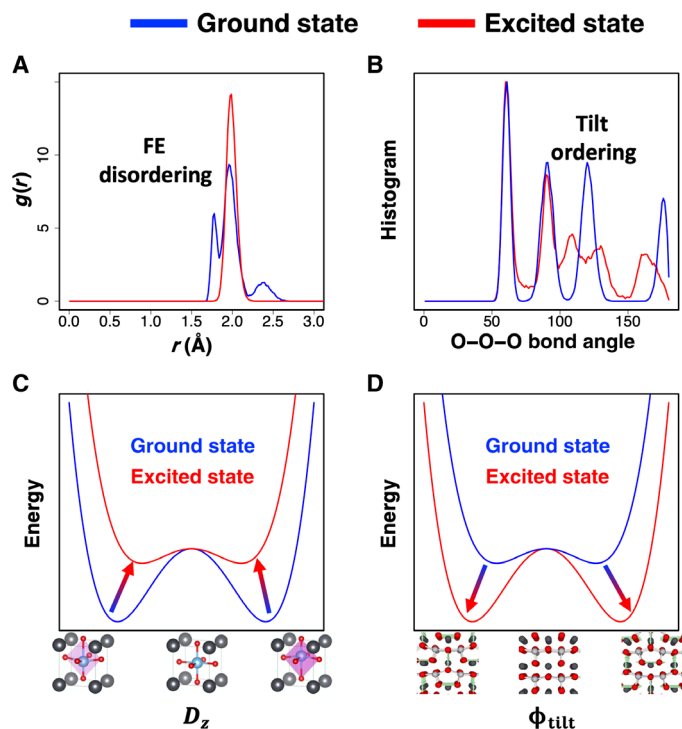 Ground state
Excited state
A
B
FE
disordering
g(r)
0
5
10
0.0 0.5 1.0 1.5 2.0 2.5 3.0
r (Å)
Tilt
ordering
Histogram
0 50 100 150
O–O–O bond angle
C
D
Ground state
Excited state
Energy
D_z
Ground state
Excited state
Energy
Φ_tilt